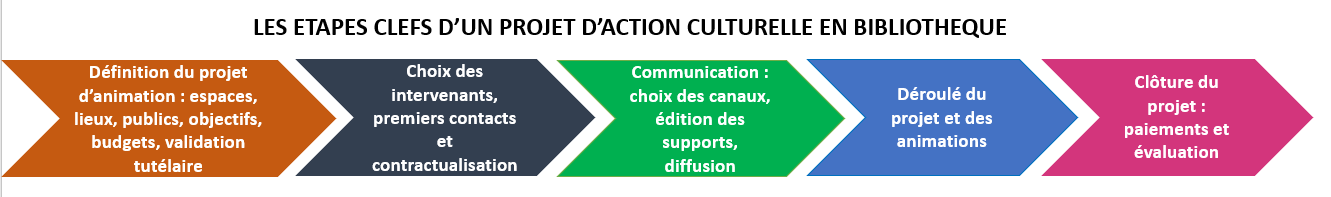 LES ETAPES CLEFS D’UN PROJET D’ACTION CULTURELLE EN BIBLIOTHEQUE
Définition du projet
d’animation : espaces,
lieux, publics, objectifs,
budgets, validation
tutélaire
Choix des
intervenants,
premiers contacts
et
contractualisation
Communication :
choix des canaux,
édition des
supports,
diffusion
Déroulé du
projet et des
animations
Clôture du
projet :
paiements et
évaluation